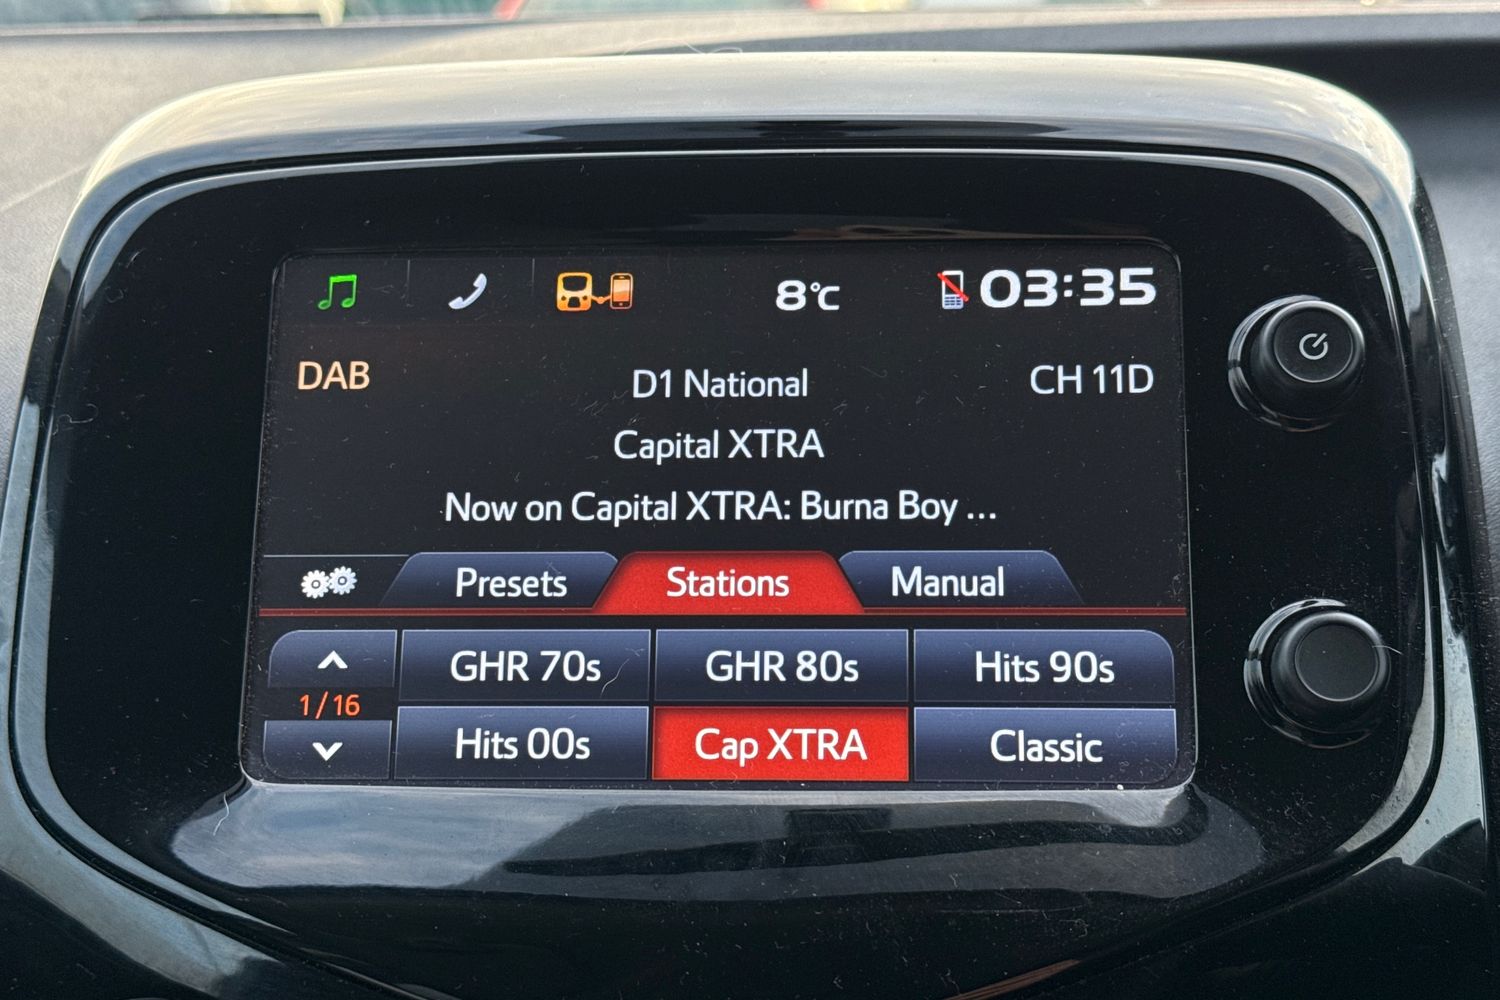 8°C 03:35
DAB D1 National CH 11D
Capital XTRA
Now on Capital XTRA: Burna Boy ...
Presets Stations Manual
GHR 70s GHR 80s Hits 90s
1/16
Hits 00s Cap XTRA Classic